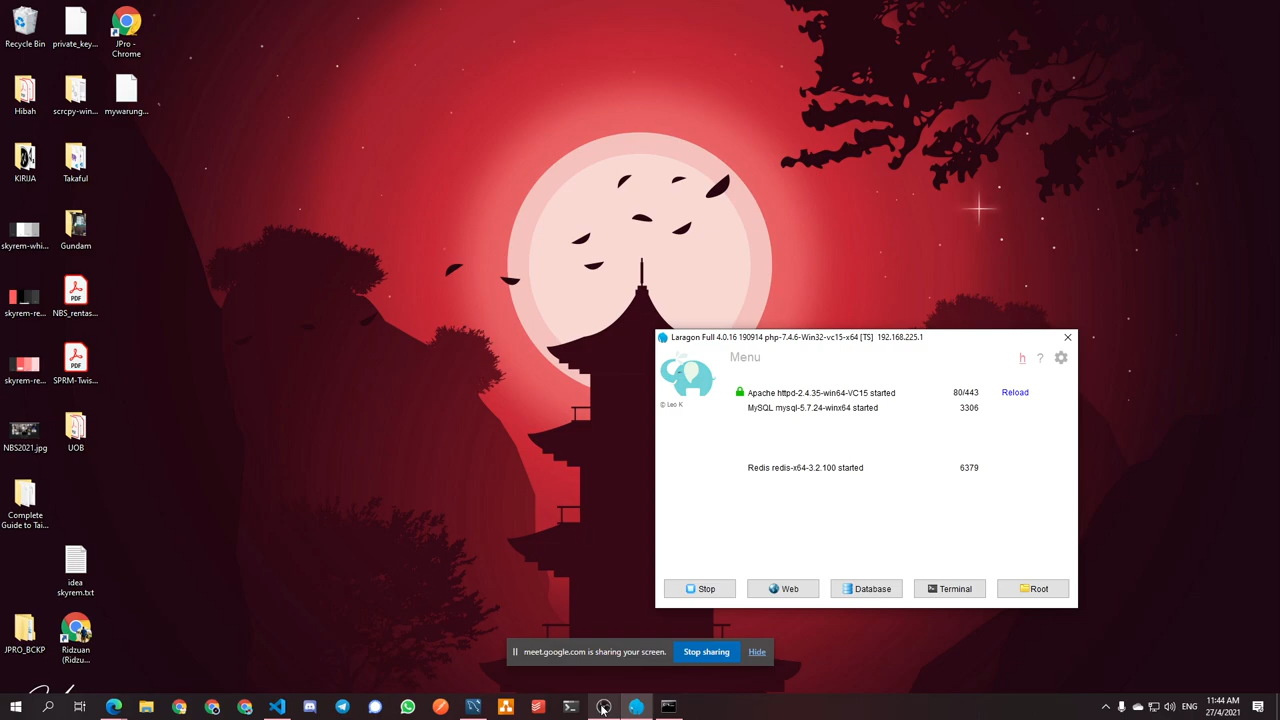 Recycle Bin
private_key...
JPro -
Chrome
Hibah
scrcpy-win...
mywarung...
KIRIJA
Takaful
skyrem-whi...
Gundam
skyrem-re...
PDF
NBS_rentas...
skyrem-re...
PDF
SPRM-Twis...
NBS2021.jpg
UOB
Complete
Guide to Tai...
idea
skyrem.txt
JPRO_BCKP
Ridzuan
(Ridzu...
Laragon Full 4.0.16 190914 php-7.4.6-Win32-vc15-x64 [TS] 192.168.225.1
Menu
h ?
© Leo K
Apache httpd-2.4.35-win64-VC15 started 80/443 Reload
MySQL mysql-5.7.24-winx64 started 3306
Redis redis-x64-3.2.100 started 6379
Stop Web Database Terminal Root
meet.google.com is sharing your screen. Stop sharing Hide
ENG
11:44 AM
27/4/2021